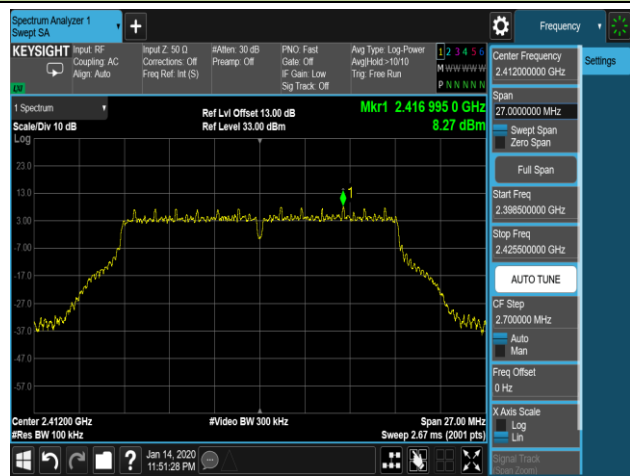 Spectrum Analyzer 1
Swept SA
Frequency
KEYSIGHT
Input: RF
Coupling: AC
Align: Auto
Input Z: 50 Ω
Corrections: Off
Freq Ref: Int (S)
#Atten: 30 dB
Preamp: Off
PNO: Fast
Gate: Off
IF Gain: Low
Sig Track: Off
Avg Type: Log-Power
Avg|Hold:>10/10
Trig: Free Run
1 2 3 4 5 6
M W W W W W
P N N N N N
1 Spectrum
Scale/Div 10 dB
Log
Ref Lvl Offset 13.00 dB
Ref Level 33.00 dBm
Mkr1 2.416 995 0 GHz
8.27 dBm
23.0
13.0
3.00
-7.00
-17.0
-27.0
-37.0
-47.0
-57.0
1
Center 2.41200 GHz
#Res BW 100 kHz
#Video BW 300 kHz
Span 27.00 MHz
Sweep 2.67 ms (2001 pts)
Jan 14, 2020
11:51:28 PM
Center Frequency
2.412000000 GHz
Settings
Span
27.0000000 MHz
Swept Span
Zero Span
Full Span
Start Freq
2.398500000 GHz
Stop Freq
2.425500000 GHz
AUTO TUNE
CF Step
2.700000 MHz
Auto
Man
Freq Offset
0 Hz
X Axis Scale
Log
Lin
Signal Track
(Span Zoom)